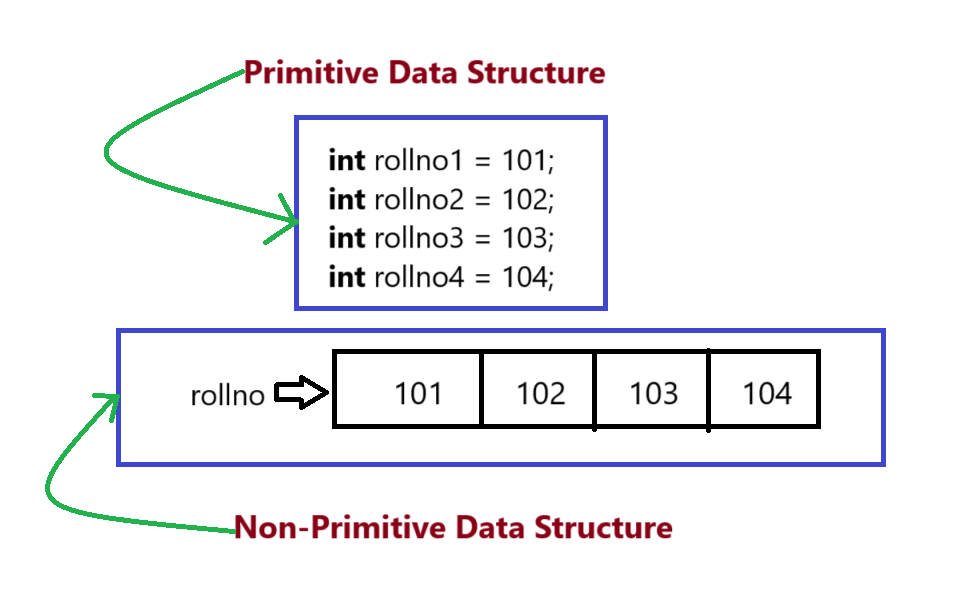 Primitive Data Structure
int rollno1 = 101;
int rollno2 = 102;
int rollno3 = 103;
int rollno4 = 104;
rollno 101 102 103 104
Non-Primitive Data Structure